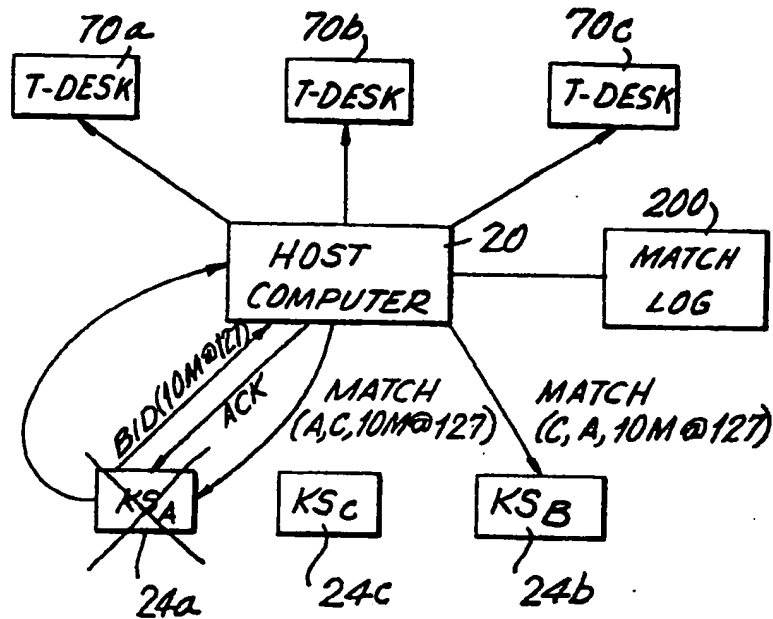 70a
70b
70c
T-DESK
T-DESK
T-DESK
20
200
HOST
COMPUTER
MATCH
LOG
BID(10M@127)
ACK
MATCH
(A,C,10M@127)
MATCH
(C,A,10M@127)
KSA
KSC
KSB
24a
24c
24b